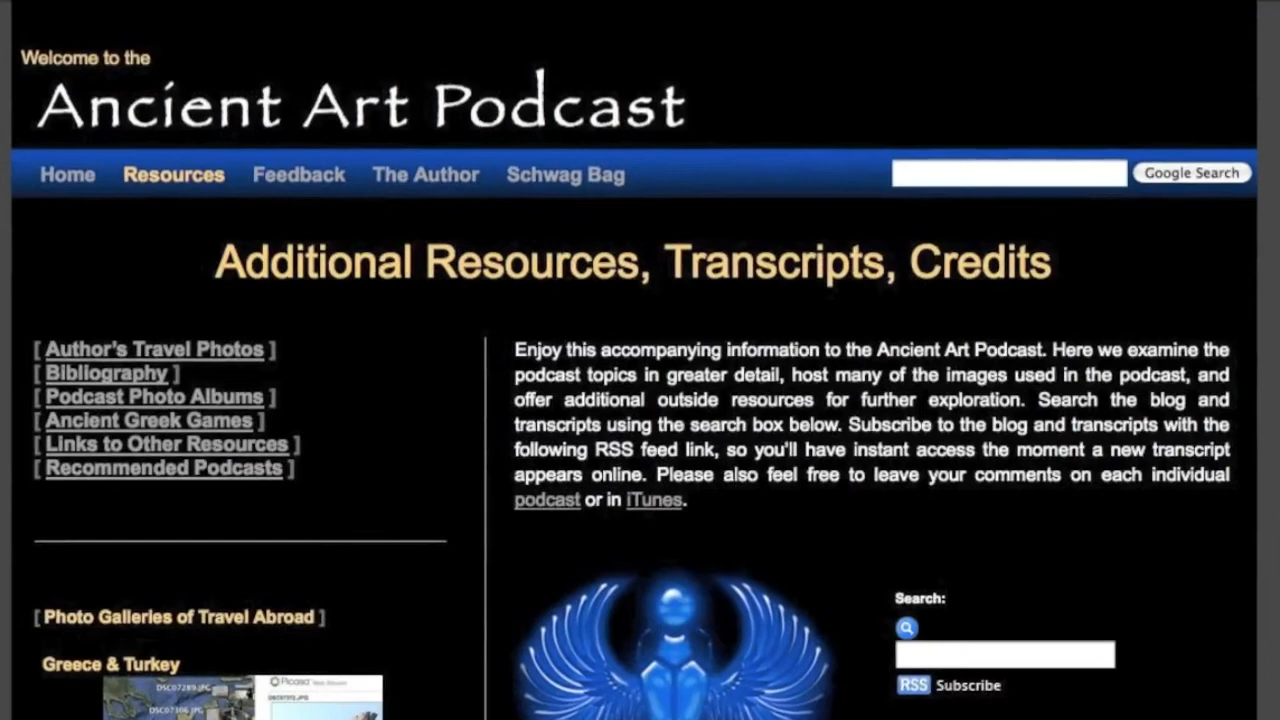 Welcome to the
Ancient Art Podcast
Home Resources Feedback The Author Schwag Bag Google Search
Additional Resources, Transcripts, Credits
[ Author's Travel Photos ]
[ Bibliography ]
[ Podcast Photo Albums ]
[ Ancient Greek Games ]
[ Links to Other Resources ]
[ Recommended Podcasts ]
Enjoy this accompanying information to the Ancient Art Podcast. Here we examine the
podcast topics in greater detail, host many of the images used in the podcast, and
offer additional outside resources for further exploration. Search the blog and
transcripts using the search box below. Subscribe to the blog and transcripts with the
following RSS feed link, so you'll have instant access the moment a new transcript
appears online. Please also feel free to leave your comments on each individual
podcast or in iTunes.
[ Photo Galleries of Travel Abroad ]
Greece & Turkey
DSC07289.JPG
DSC07306.JPG
Picasa
Search:
RSS Subscribe